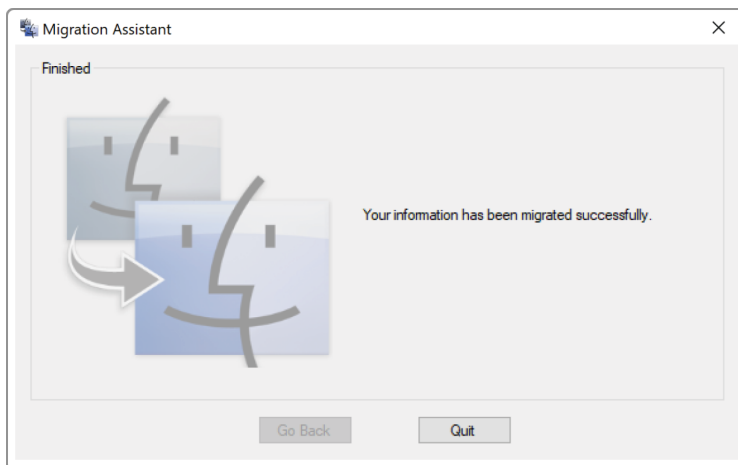 Migration Assistant
Finished
Your information has been migrated successfully.
Go Back
Quit